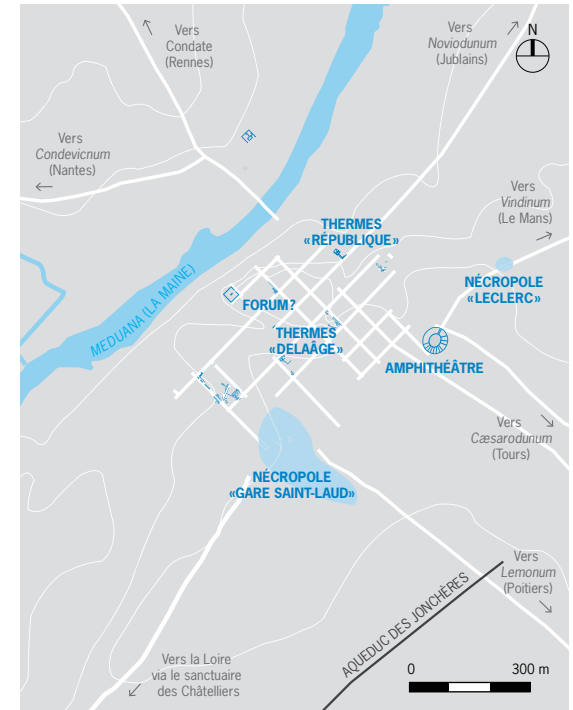 Vers
Condate
(Rennes)
Vers
Noviodunum
(Jublains)
N
Vers
Condevicnum
(Nantes)
Vers
Vindinum
(Le Mans)
THERMES
«RÉPUBLIQUE»
NÉCROPOLE
«LECLERC»
MEDUANA (LA MAINE)
FORUM?
THERMES
«DELAÂGE»
AMPHITHÉÂTRE
Vers
Cæsarodunum
(Tours)
NÉCROPOLE
«GARE SAINT-LAUD»
Vers
Lemonum
(Poitiers)
AQUEDUC DES JONCHÈRES
Vers la Loire
via le sanctuaire
des Châtelliers
0 300 m